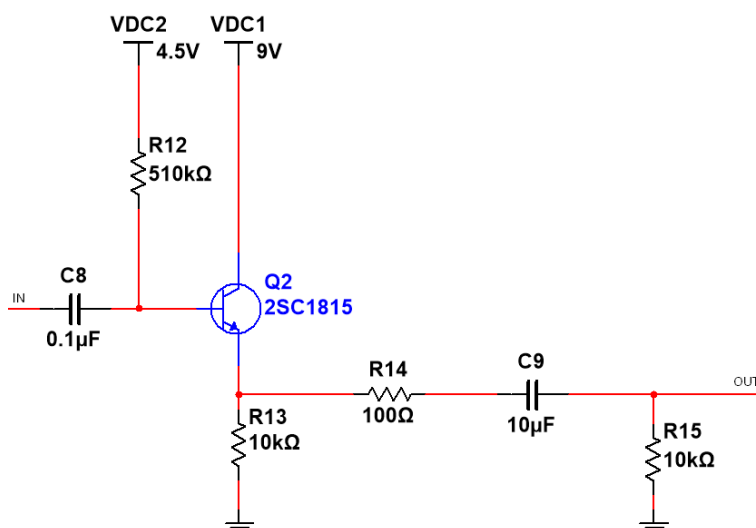 VDC2
4.5V
VDC1
9V
R12
510kΩ
C8
0.1µF
IN
Q2
2SC1815
R14
100Ω
C9
10µF
OUT
R13
10kΩ
R15
10kΩ